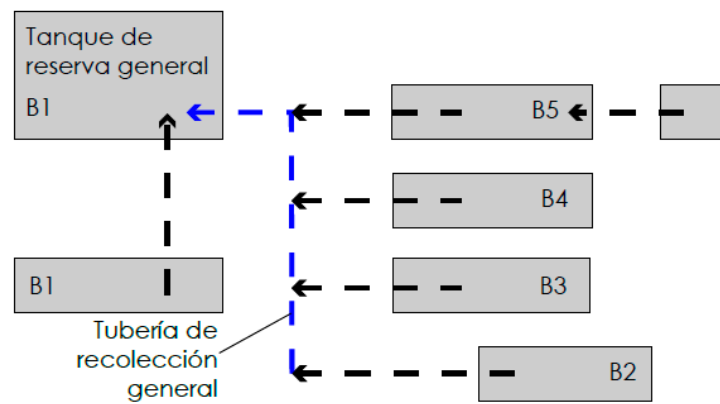 Tanque de
reserva general
B1
B5
B4
B1
B3
Tubería de
recolección
general
B2